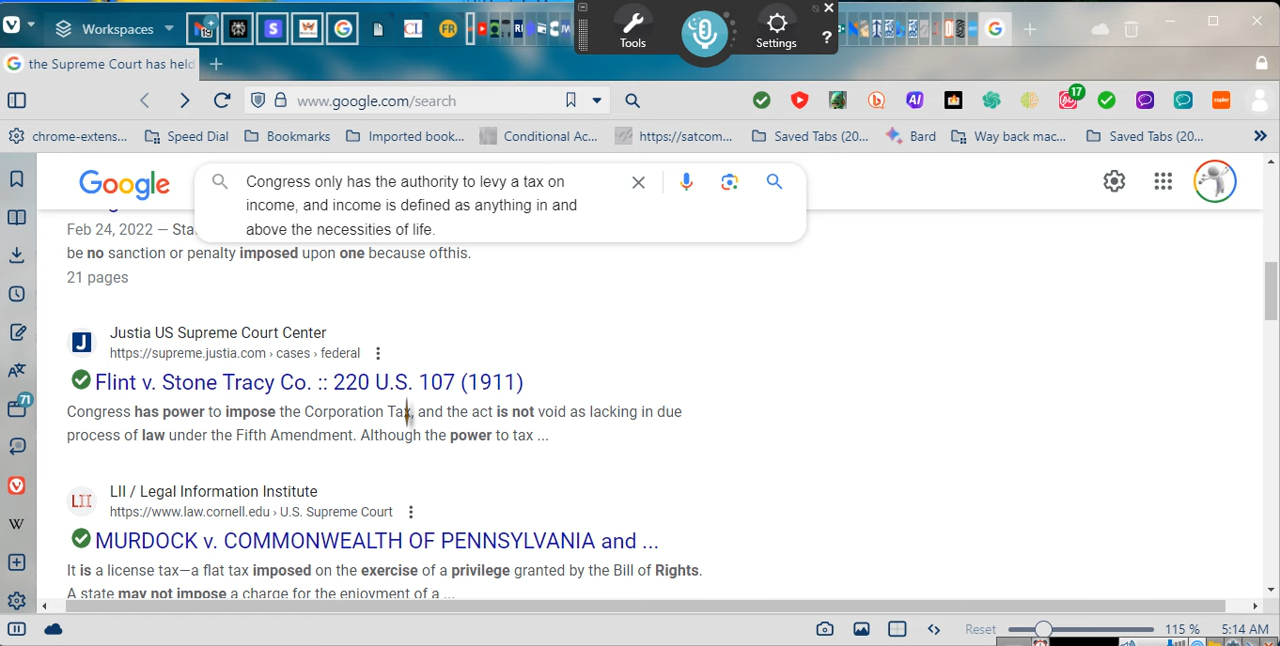 Workspaces
Tools
Settings
?
the Supreme Court has held
www.google.com/search
17
chrome-extens...
Speed Dial
Bookmarks
Imported book...
Conditional Ac...
https://satcom...
Saved Tabs (20...
Bard
Way back mac...
Saved Tabs (20...
Google
Congress only has the authority to levy a tax on
income, and income is defined as anything in and
above the necessities of life.
Feb 24, 2022 — Sta
be no sanction or penalty imposed upon one because ofthis.
21 pages
Justia US Supreme Court Center
https://supreme.justia.com › cases › federal
Flint v. Stone Tracy Co. :: 220 U.S. 107 (1911)
Congress has power to impose the Corporation Tax, and the act is not void as lacking in due
process of law under the Fifth Amendment. Although the power to tax ...
71
LII / Legal Information Institute
https://www.law.cornell.edu › U.S. Supreme Court
MURDOCK v. COMMONWEALTH OF PENNSYLVANIA and ...
It is a license tax—a flat tax imposed on the exercise of a privilege granted by the Bill of Rights.
A state may not impose a charge for the enjoyment of a ...
Reset
115 %
5:14 AM